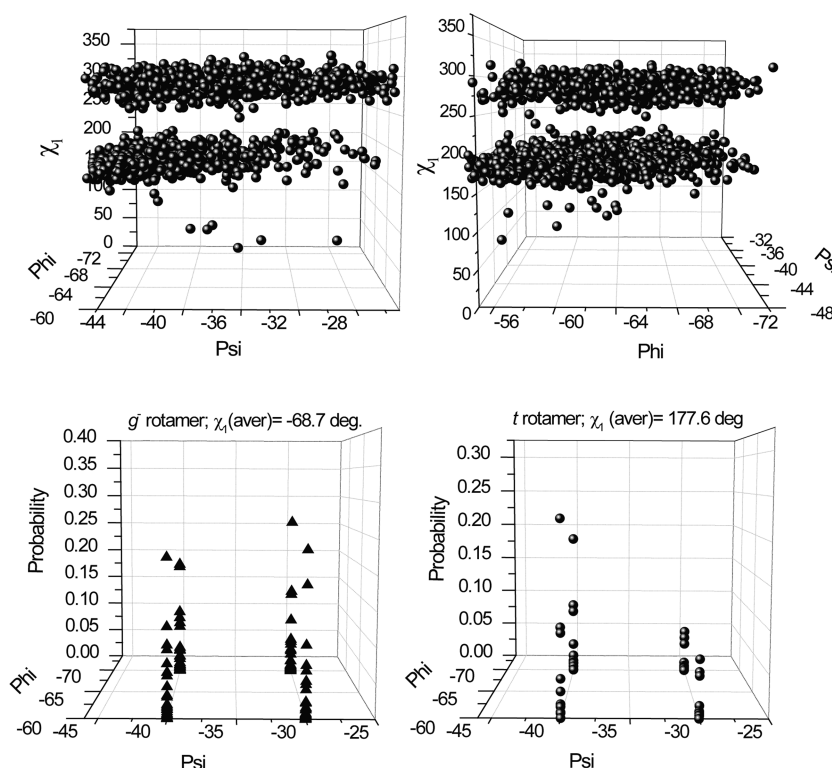 350
300
250
200
150
100
50
0
χ1
Phi
-72
-68
-64
-60
-44 -40 -36 -32 -28
Psi
350
300
250
200
150
100
50
0
χ1
-56 -60 -64 -68 -72
Phi
-32
-36
-40
-44
-48
Ps
g- rotamer; χ1(aver)= -68.7 deg.
0.40
0.35
0.30
0.25
0.20
0.15
0.10
0.05
0.00
Probability
Phi
-70
-65
-60
-45 -40 -35 -30 -25
Psi
t rotamer; χ1 (aver)= 177.6 deg
0.30
0.25
0.20
0.15
0.10
0.05
0.00
Probability
Phi
-70
-65
-60
-45 -40 -35 -30 -25
Psi